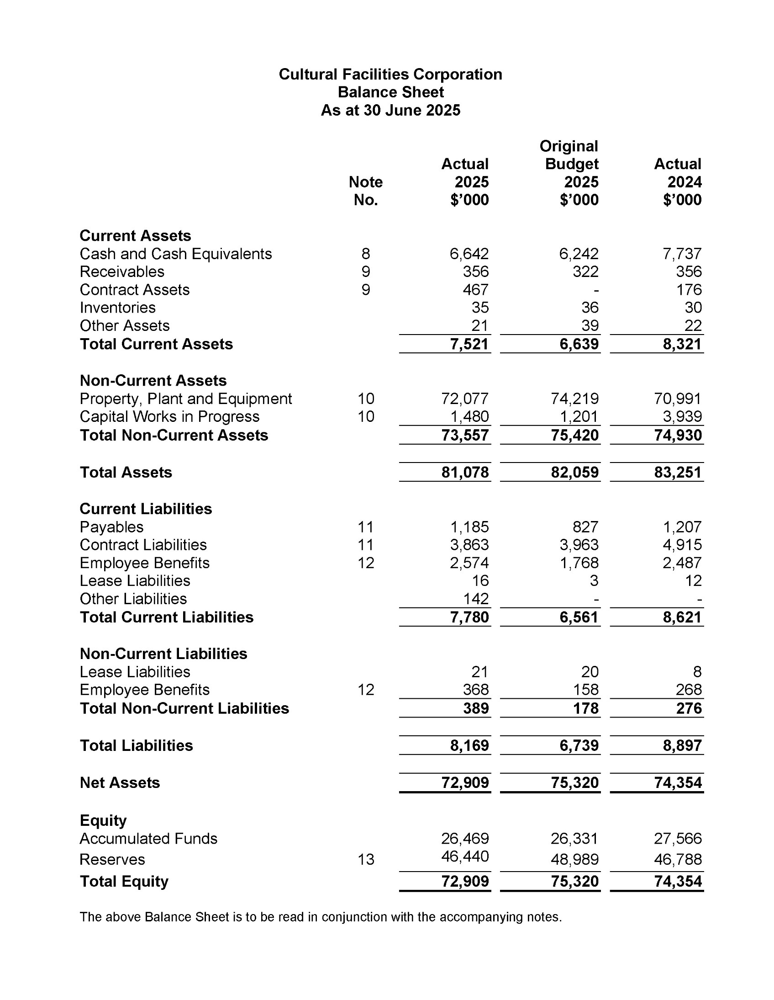 Cultural Facilities Corporation
Balance Sheet
As at 30 June 2025
Original
Actual Budget Actual
Note 2025 2025 2024
No. $’000 $’000 $’000
Current Assets
Cash and Cash Equivalents 8 6,642 6,242 7,737
Receivables 9 356 322 356
Contract Assets 9 467 - 176
Inventories 35 36 30
Other Assets 21 39 22
Total Current Assets 7,521 6,639 8,321
Non-Current Assets
Property, Plant and Equipment 10 72,077 74,219 70,991
Capital Works in Progress 10 1,480 1,201 3,939
Total Non-Current Assets 73,557 75,420 74,930
Total Assets 81,078 82,059 83,251
Current Liabilities
Payables 11 1,185 827 1,207
Contract Liabilities 11 3,863 3,963 4,915
Employee Benefits 12 2,574 1,768 2,487
Lease Liabilities 16 3 12
Other Liabilities 142 - -
Total Current Liabilities 7,780 6,561 8,621
Non-Current Liabilities
Lease Liabilities 21 20 8
Employee Benefits 12 368 158 268
Total Non-Current Liabilities 389 178 276
Total Liabilities 8,169 6,739 8,897
Net Assets 72,909 75,320 74,354
Equity
Accumulated Funds 26,469 26,331 27,566
Reserves 13 46,440 48,989 46,788
Total Equity 72,909 75,320 74,354
The above Balance Sheet is to be read in conjunction with the accompanying notes.